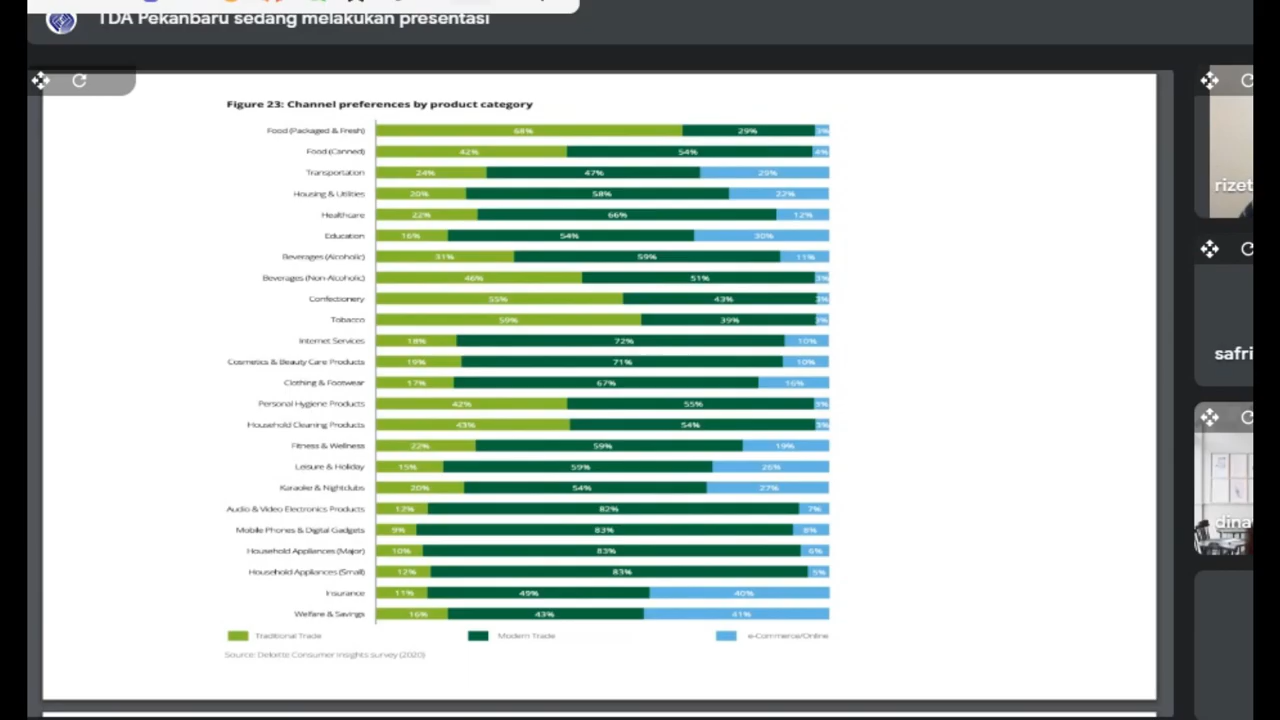 TDA Pekanbaru sedang melakukan presentasi
Figure 23: Channel preferences by product category
Food (Packaged & Fresh) 68% 29% 3%
Food (Canned) 42% 54% 4%
Transportation 24% 47% 29%
Housing & Utilities 20% 58% 22%
Healthcare 22% 66% 12%
Education 16% 54% 30%
Beverages (Alcoholic) 31% 59% 11%
Beverages (Non-Alcoholic) 46% 51% 3%
Confectionery 55% 43%
Tobacco 59% 39%
Internet Services 18% 72% 10%
Cosmetics & Beauty Care Products 19% 71% 10%
Clothing & Footwear 17% 67% 16%
Personal Hygiene Products 42% 55% 3%
Household Cleaning Products 43% 54% 3%
Fitness & Wellness 22% 59% 19%
Leisure & Holiday 15% 59% 26%
Karaoke & Nightclubs 20% 54% 27%
Audio & Video Electronics Products 12% 82% 7%
Mobile Phones & Digital Gadgets 9% 83% 8%
Household Appliances (Major) 10% 83% 6%
Household Appliances (Small) 12% 83% 5%
Insurance 11% 49% 40%
Welfare & Savings 16% 43% 41%
Traditional Trade Modern Trade e-Commerce/Online
Source: Deloitte Consumer Insights survey (2020)
rizet
safri
dina